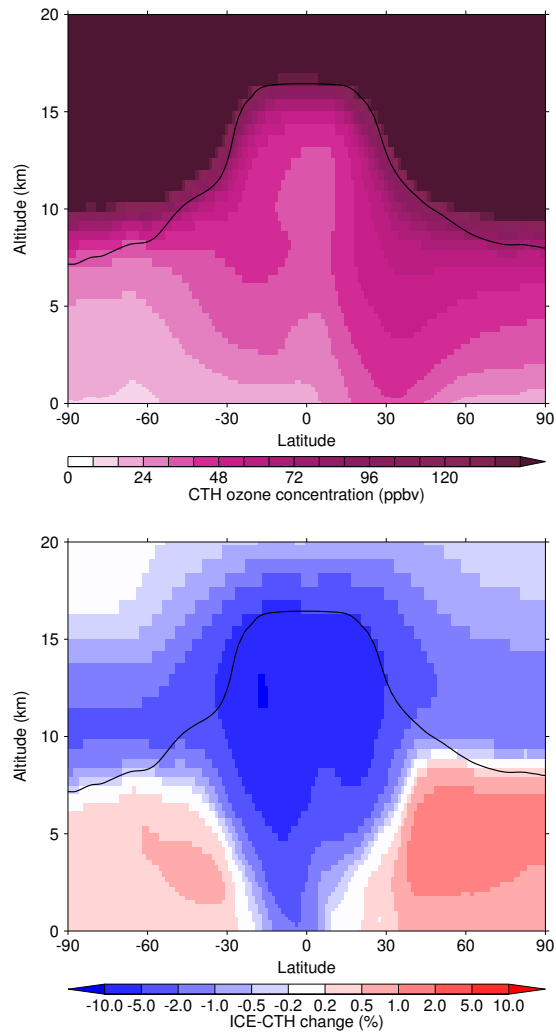 20
15
10
5
0
Altitude (km)
-90 -60 -30 0 30 60 90
Latitude
0 24 48 72 96 120
CTH ozone concentration (ppbv)
20
15
10
5
0
Altitude (km)
-90 -60 -30 0 30 60 90
Latitude
-10.0 -5.0 -2.0 -1.0 -0.5 -0.2 0.2 0.5 1.0 2.0 5.0 10.0
ICE-CTH change (%)